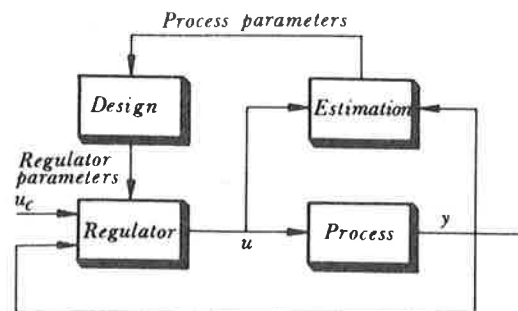 Process parameters
Design
Estimation
Regulator
parameters
u_c
Regulator
u
Process
y